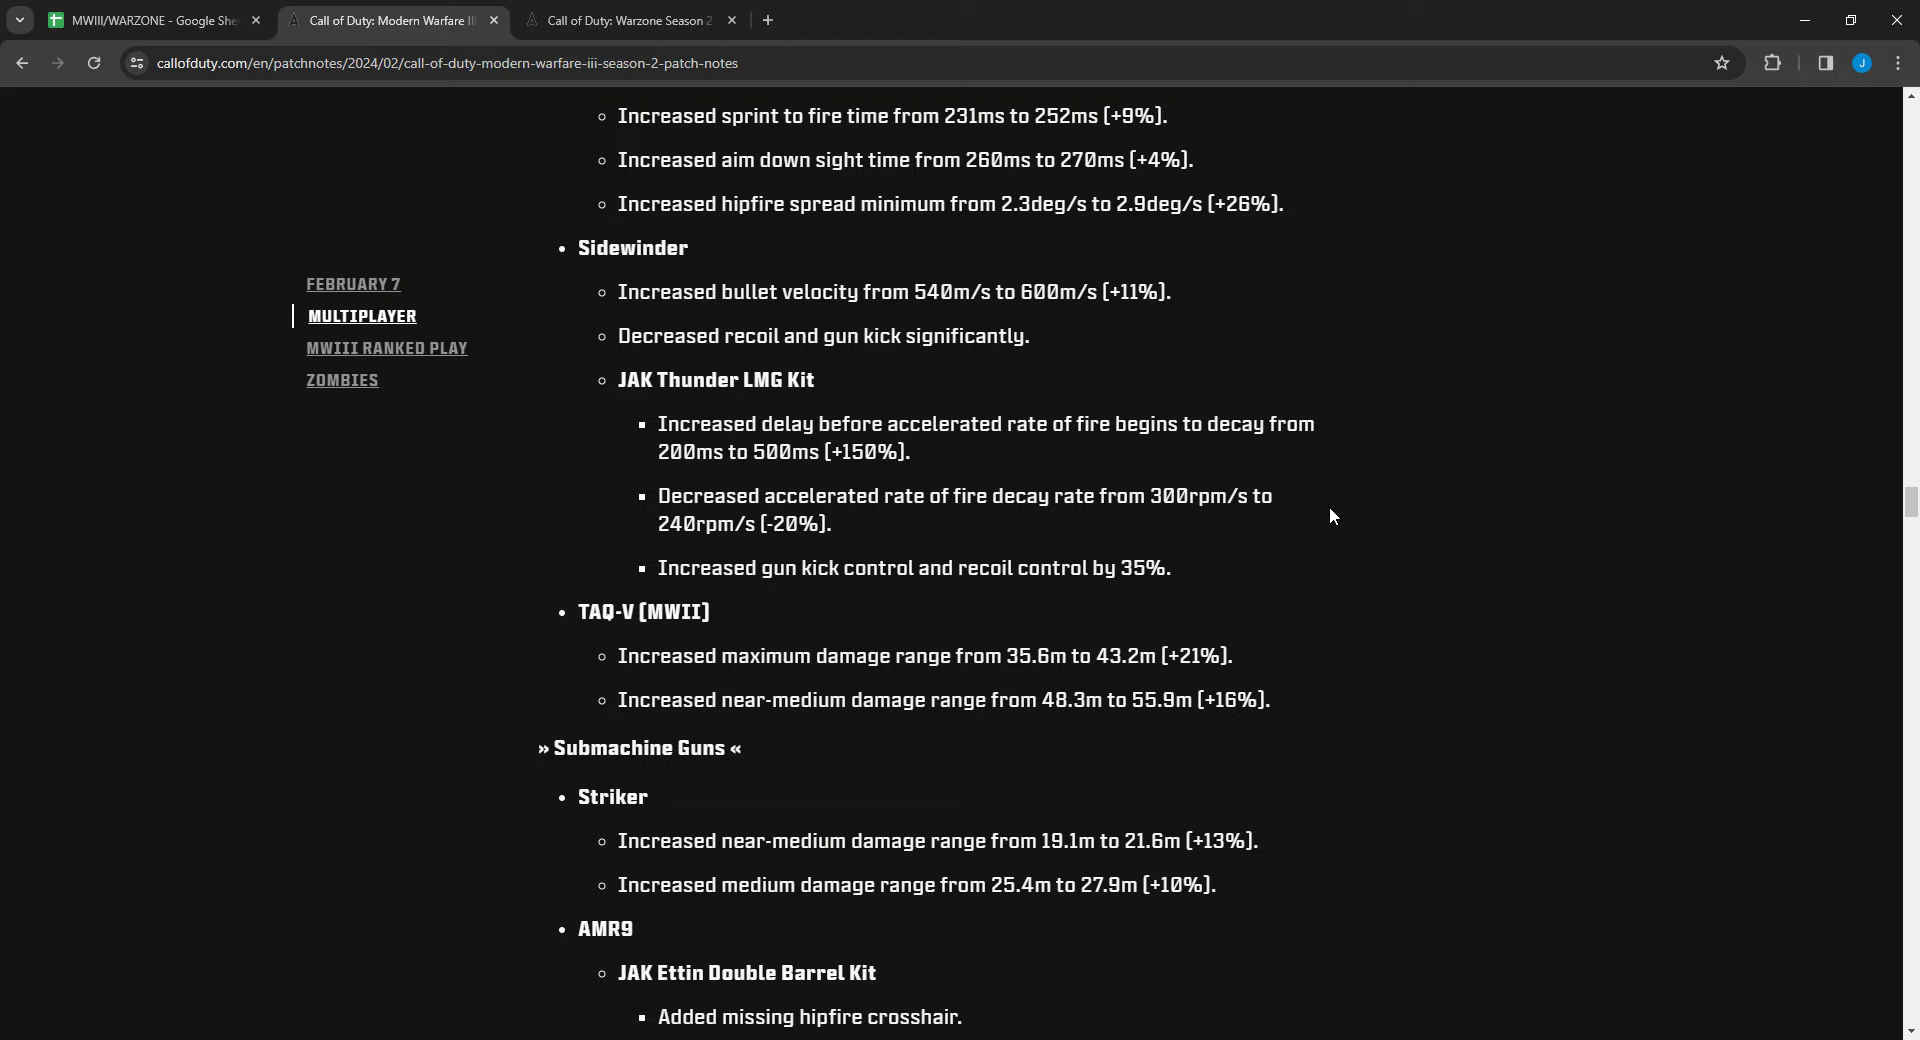 MWIII/WARZONE - Google She
Call of Duty: Modern Warfare III
Call of Duty: Warzone Season 2
callofduty.com/en/patchnotes/2024/02/call-of-duty-modern-warfare-iii-season-2-patch-notes
J
FEBRUARY 7
MULTIPLAYER
MWIII RANKED PLAY
ZOMBIES
Increased sprint to fire time from 231ms to 252ms [+9%].
Increased aim down sight time from 260ms to 270ms [+4%].
Increased hipfire spread minimum from 2.3deg/s to 2.9deg/s [+26%].
Sidewinder
Increased bullet velocity from 540m/s to 600m/s [+11%].
Decreased recoil and gun kick significantly.
JAK Thunder LMG Kit
Increased delay before accelerated rate of fire begins to decay from
200ms to 500ms [+150%].
Decreased accelerated rate of fire decay rate from 300rpm/s to
240rpm/s [-20%].
Increased gun kick control and recoil control by 35%.
TAQ-V [MWII]
Increased maximum damage range from 35.6m to 43.2m [+21%].
Increased near-medium damage range from 48.3m to 55.9m [+16%].
» Submachine Guns «
Striker
Increased near-medium damage range from 19.1m to 21.6m [+13%].
Increased medium damage range from 25.4m to 27.9m [+10%].
AMR9
JAK Ettin Double Barrel Kit
Added missing hipfire crosshair.